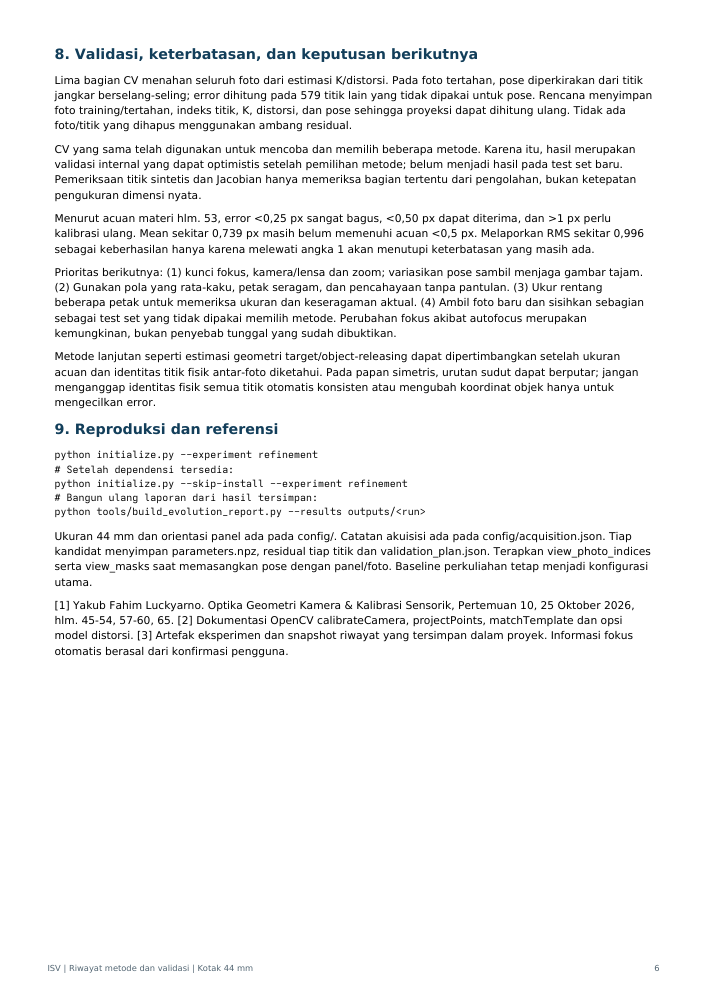 8. Validasi, keterbatasan, dan keputusan berikutnya
Lima bagian CV menahan seluruh foto dari estimasi K/distorsi. Pada foto tertahan, pose diperkirakan dari titik
jangkar berselang-seling; error dihitung pada 579 titik lain yang tidak dipakai untuk pose. Rencana menyimpan
foto training/tertahan, indeks titik, K, distorsi, dan pose sehingga proyeksi dapat dihitung ulang. Tidak ada
foto/titik yang dihapus menggunakan ambang residual.
CV yang sama telah digunakan untuk mencoba dan memilih beberapa metode. Karena itu, hasil merupakan
validasi internal yang dapat optimistis setelah pemilihan metode; belum menjadi hasil pada test set baru.
Pemeriksaan titik sintetis dan Jacobian hanya memeriksa bagian tertentu dari pengolahan, bukan ketepatan
pengukuran dimensi nyata.
Menurut acuan materi hlm. 53, error <0,25 px sangat bagus, <0,50 px dapat diterima, dan >1 px perlu
kalibrasi ulang. Mean sekitar 0,739 px masih belum memenuhi acuan <0,5 px. Melaporkan RMS sekitar 0,996
sebagai keberhasilan hanya karena melewati angka 1 akan menutupi keterbatasan yang masih ada.
Prioritas berikutnya: (1) kunci fokus, kamera/lensa dan zoom; variasikan pose sambil menjaga gambar tajam.
(2) Gunakan pola yang rata-kaku, petak seragam, dan pencahayaan tanpa pantulan. (3) Ukur rentang
beberapa petak untuk memeriksa ukuran dan keseragaman aktual. (4) Ambil foto baru dan sisihkan sebagian
sebagai test set yang tidak dipakai memilih metode. Perubahan fokus akibat autofocus merupakan
kemungkinan, bukan penyebab tunggal yang sudah dibuktikan.
Metode lanjutan seperti estimasi geometri target/object-releasing dapat dipertimbangkan setelah ukuran
acuan dan identitas titik fisik antar-foto diketahui. Pada papan simetris, urutan sudut dapat berputar; jangan
menganggap identitas fisik semua titik otomatis konsisten atau mengubah koordinat objek hanya untuk
mengecilkan error.
9. Reproduksi dan referensi
python initialize.py --experiment refinement
# Setelah dependensi tersedia:
python initialize.py --skip-install --experiment refinement
# Bangun ulang laporan dari hasil tersimpan:
python tools/build_evolution_report.py --results outputs/<run>
Ukuran 44 mm dan orientasi panel ada pada config/. Catatan akuisisi ada pada config/acquisition.json. Tiap
kandidat menyimpan parameters.npz, residual tiap titik dan validation_plan.json. Terapkan view_photo_indices
serta view_masks saat memasangkan pose dengan panel/foto. Baseline perkuliahan tetap menjadi konfigurasi
utama.
[1] Yakub Fahim Luckyarno. Optika Geometri Kamera & Kalibrasi Sensorik, Pertemuan 10, 25 Oktober 2026,
hlm. 45-54, 57-60, 65. [2] Dokumentasi OpenCV calibrateCamera, projectPoints, matchTemplate dan opsi
model distorsi. [3] Artefak eksperimen dan snapshot riwayat yang tersimpan dalam proyek. Informasi fokus
otomatis berasal dari konfirmasi pengguna.
ISV | Riwayat metode dan validasi | Kotak 44 mm
6